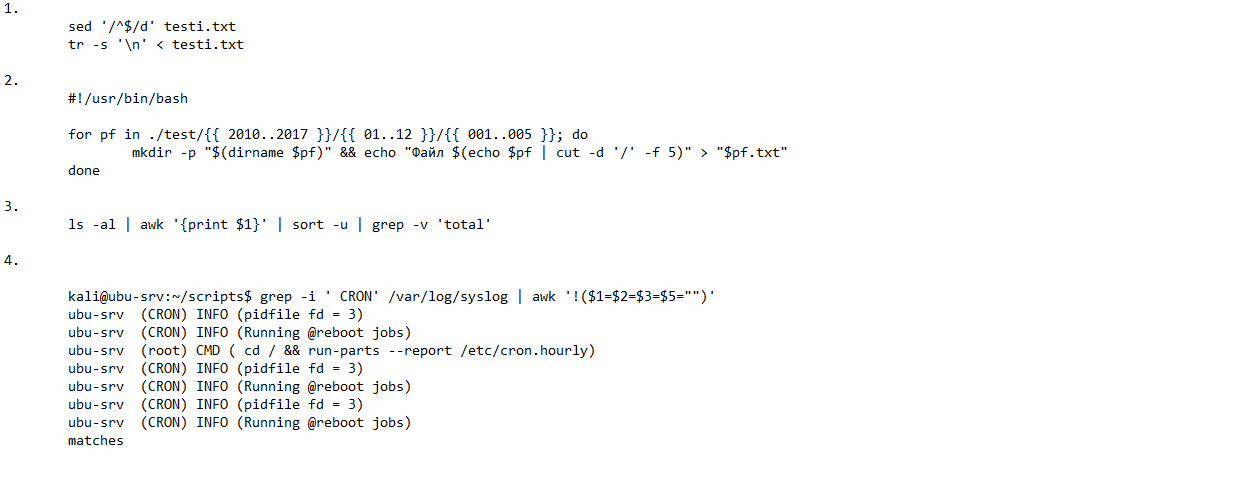 1.
sed '/^$/d' testi.txt
tr -s '\n' < testi.txt
2.
#!/usr/bin/bash
for pf in ./test/{{ 2010..2017 }}/{{ 01..12 }}/{{ 001..005 }}; do
mkdir -p "$(dirname $pf)" && echo "Файл $(echo $pf | cut -d '/' -f 5)" > "$pf.txt"
done
3.
ls -al | awk '{print $1}' | sort -u | grep -v 'total'
4.
kali@ubu-srv:~/scripts$ grep -i ' CRON' /var/log/syslog | awk '!($1=$2=$3=$5="")'
ubu-srv  (CRON) INFO (pidfile fd = 3)
ubu-srv  (CRON) INFO (Running @reboot jobs)
ubu-srv  (root) CMD ( cd / && run-parts --report /etc/cron.hourly)
ubu-srv  (CRON) INFO (pidfile fd = 3)
ubu-srv  (CRON) INFO (Running @reboot jobs)
ubu-srv  (CRON) INFO (pidfile fd = 3)
ubu-srv  (CRON) INFO (Running @reboot jobs)
matches